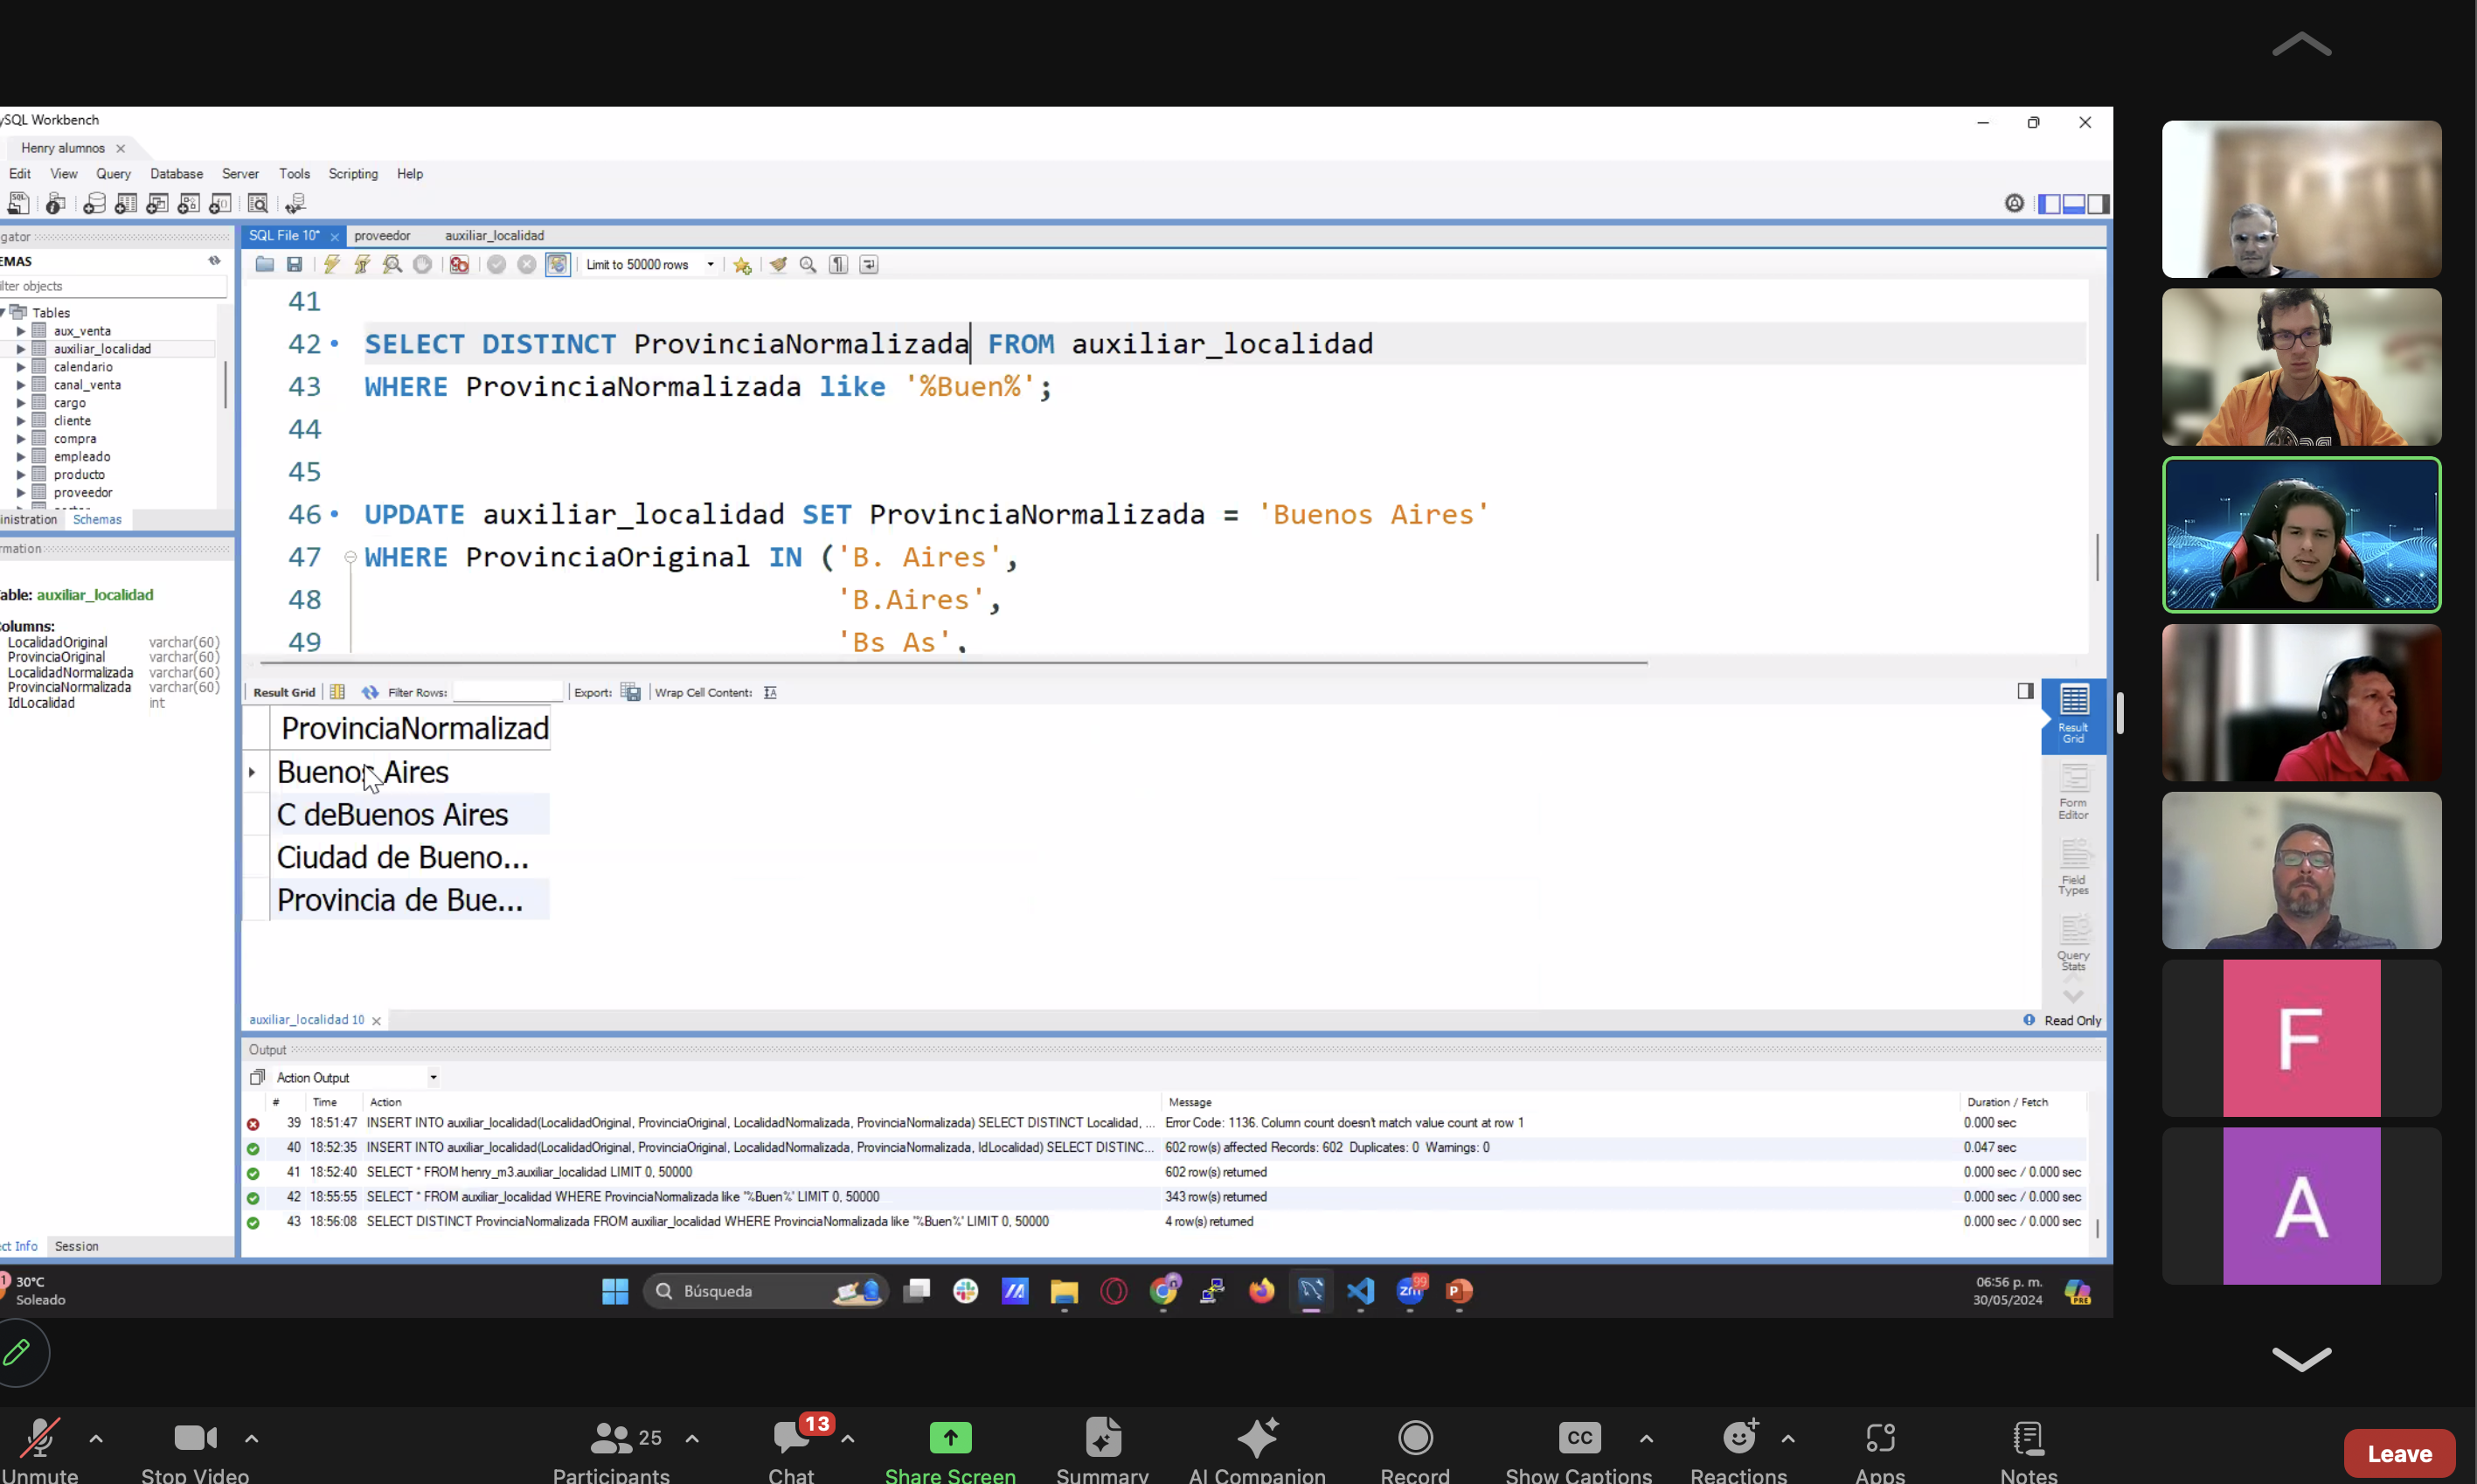 ySQL Workbench
Henry alumnos
Edit View Query Database Server Tools Scripting Help
gator
EMAS
ilter objects
Tables
aux_venta
auxiliar_localidad
calendario
canal_venta
cargo
cliente
compra
empleado
producto
proveedor
inistration Schemas
rmation
able: auxiliar_localidad
olumns:
LocalidadOriginal varchar(60)
ProvinciaOriginal varchar(60)
LocalidadNormalizada varchar(60)
ProvinciaNormalizada varchar(60)
IdLocalidad int
ect Info Session
SQL File 10* proveedor auxiliar_localidad
Limit to 50000 rows
41
42 SELECT DISTINCT ProvinciaNormalizada FROM auxiliar_localidad
43 WHERE ProvinciaNormalizada like '%Buen%';
44
45
46 UPDATE auxiliar_localidad SET ProvinciaNormalizada = 'Buenos Aires'
47 WHERE ProvinciaOriginal IN ('B. Aires',
48 'B.Aires',
49 'Bs As',
Result Grid Filter Rows: Export: Wrap Cell Content:
ProvinciaNormalizad
Buenos Aires
C deBuenos Aires
Ciudad de Bueno...
Provincia de Bue...
Result Grid
Form Editor
Field Types
Query Stats
auxiliar_localidad 10 Read Only
Output
Action Output
# Time Action Message Duration / Fetch
39 18:51:47 INSERT INTO auxiliar_localidad(LocalidadOriginal, ProvinciaOriginal, LocalidadNormalizada, ProvinciaNormalizada) SELECT DISTINCT Localidad, ... Error Code: 1136. Column count doesn't match value count at row 1 0.000 sec
40 18:52:35 INSERT INTO auxiliar_localidad(LocalidadOriginal, ProvinciaOriginal, LocalidadNormalizada, ProvinciaNormalizada, IdLocalidad) SELECT DISTINC... 602 row(s) affected Records: 602 Duplicates: 0 Warnings: 0 0.047 sec
41 18:52:40 SELECT * FROM henry_m3.auxiliar_localidad LIMIT 0, 50000 602 row(s) returned 0.000 sec / 0.000 sec
42 18:55:55 SELECT * FROM auxiliar_localidad WHERE ProvinciaNormalizada like '%Buen%' LIMIT 0, 50000 343 row(s) returned 0.000 sec / 0.000 sec
43 18:56:08 SELECT DISTINCT ProvinciaNormalizada FROM auxiliar_localidad WHERE ProvinciaNormalizada like '%Buen%' LIMIT 0, 50000 4 row(s) returned 0.000 sec / 0.000 sec
1 30°C
Soleado
Búsqueda
zm 99
P
PRE
06:56 p. m.
30/05/2024
F
A
25
13
CC
Unmute Stop Video Participants Chat Share Screen Summary AI Companion Record Show Captions Reactions Apps Notes
Leave